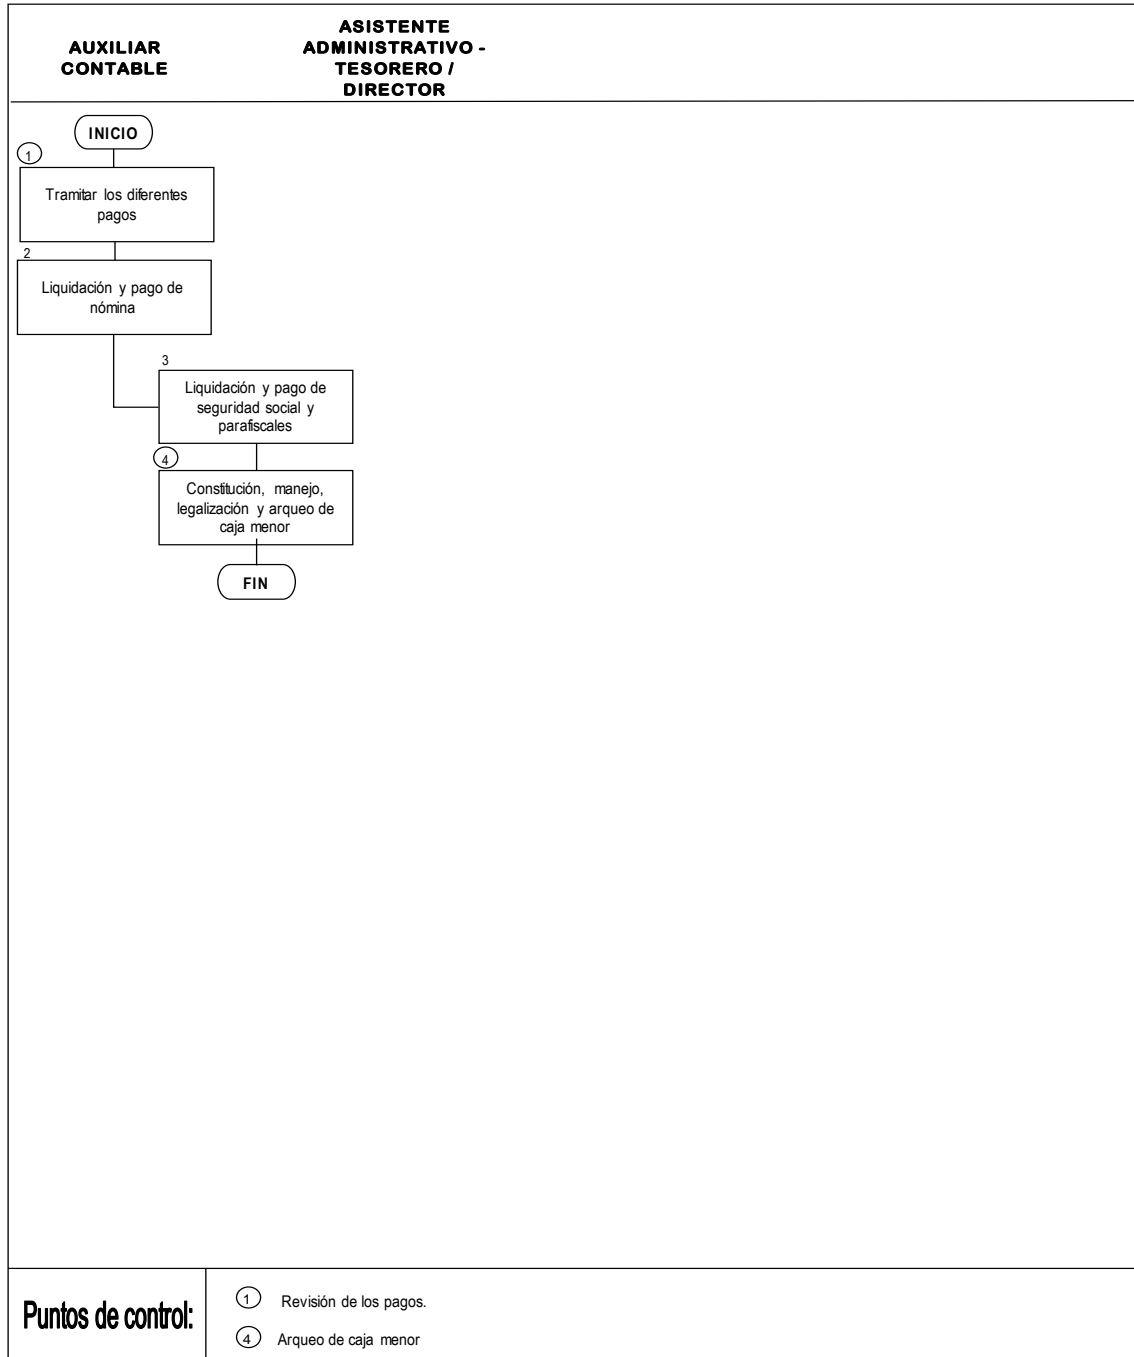 AUXILIAR
CONTABLE
ASISTENTE
ADMINISTRATIVO -
TESORERO /
DIRECTOR
INICIO
1
Tramitar los diferentes
pagos
2
Liquidación y pago de
nómina
3
Liquidación y pago de
seguridad social y
parafiscales
4
Constitución, manejo,
legalización y arqueo de
caja menor
FIN
Puntos de control:
1 Revisión de los pagos.
4 Arqueo de caja menor